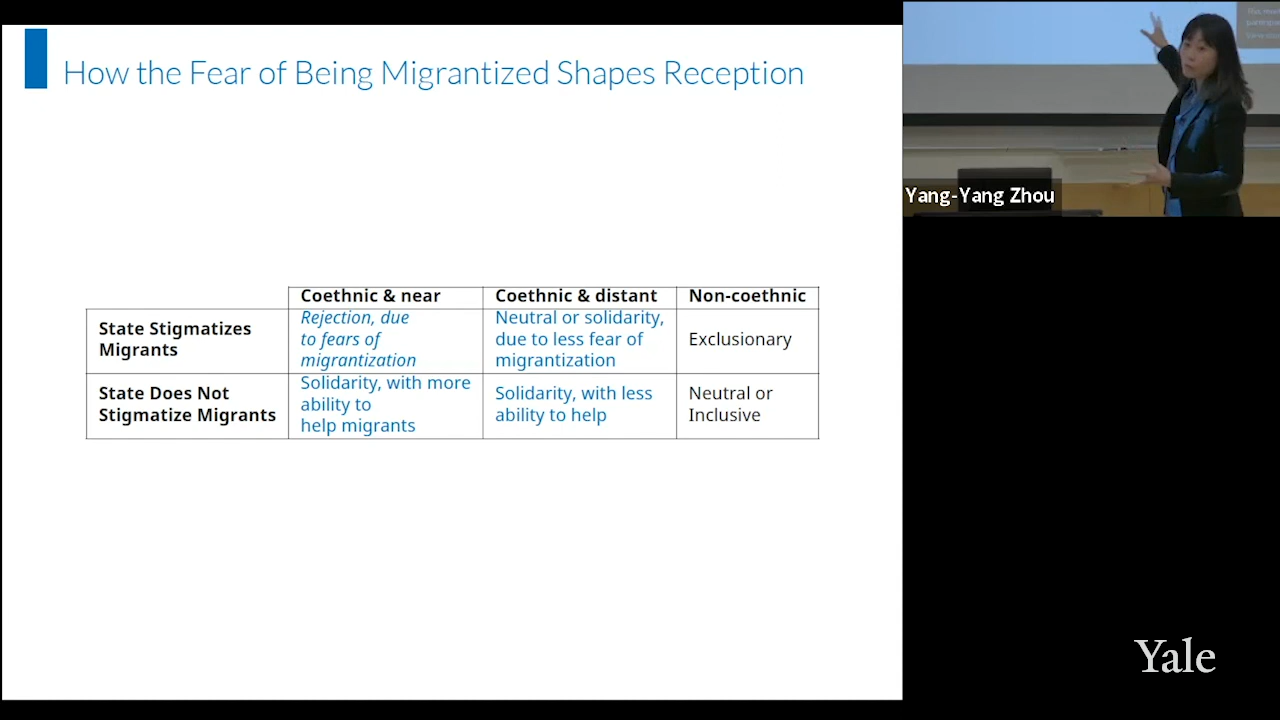 How the Fear of Being Migrantized Shapes Reception
Coethnic & near
Coethnic & distant
Non-coethnic
State Stigmatizes
Migrants
Rejection, due
to fears of
migrantization
Neutral or solidarity,
due to less fear of
migrantization
Exclusionary
State Does Not
Stigmatize Migrants
Solidarity, with more
ability to
help migrants
Solidarity, with less
ability to help
Neutral or
Inclusive
Yang-Yang Zhou
Yale